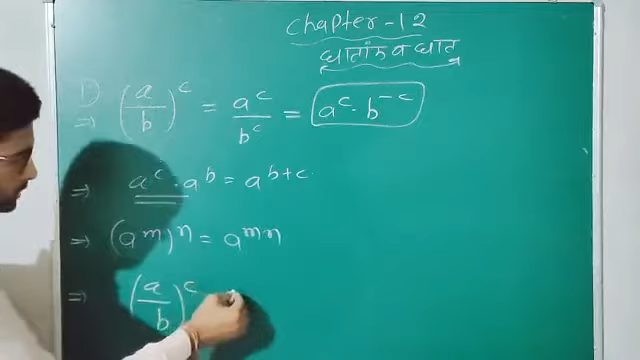 Chapter-12
घातांक व घात
1) (a/b)^c = a^c/b^c = a^c · b^-c
⇒
⇒ a^c · a^b = a^b+c
⇒ (a^m)^n = a^mn
⇒ (a/b)^c